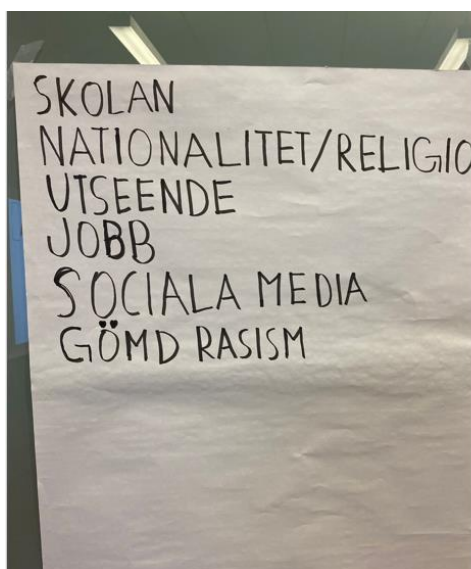 SKOLAN
NATIONALITET/RELIGIO
UTSEENDE
JOBB
SOCIALA MEDIA
GÖMD RASISM